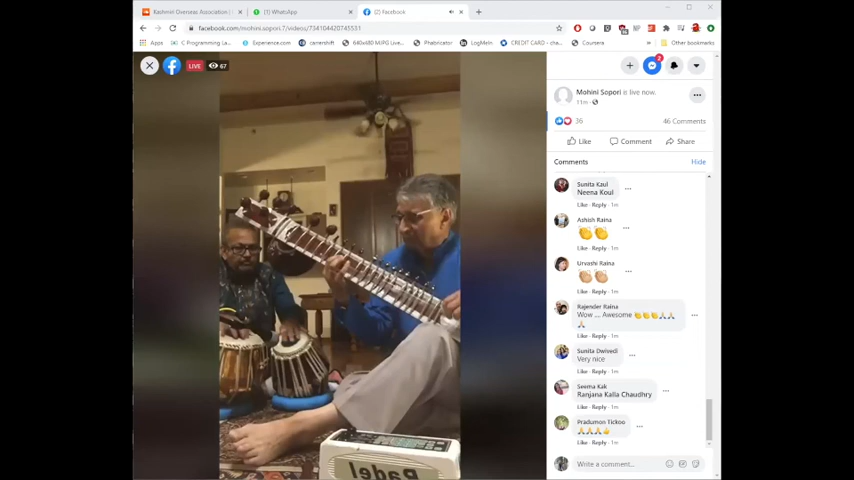 Kashmir Overseas Association (
(1) WhatsApp
(2) Facebook
facebook.com/mohini.sopori.7/videos/734184420745531
Apps
C Programming La...
Experience.com
carrershift
640x480 MJPG Live...
Phabricator
LogMeIn
CREDIT CARD - cha...
Coursera
Other bookmarks
LIVE
67
2
Mohini Sopori is live now.
11m
36
46 Comments
Like
Comment
Share
Comments
Hide
Sunita Kaul
Neena Koul
Like · Reply · 1m
Ashish Raina
👏👏
Like · Reply · 1m
Urvashi Raina
👏🏼👏🏼
Like · Reply · 1m
Rajender Raina
Wow .... Awesome 👏👏👏🙏🙏
🙏
Like · Reply · 1m
Sunita Dwivedi
Very nice
Like · Reply · 1m
Seema Kak
Ranjana Kalla Chaudhry
Like · Reply · 1m
Pradumon Tickoo
🙏🙏🙏👍
Like · Reply · 1m
Write a comment...
Radel